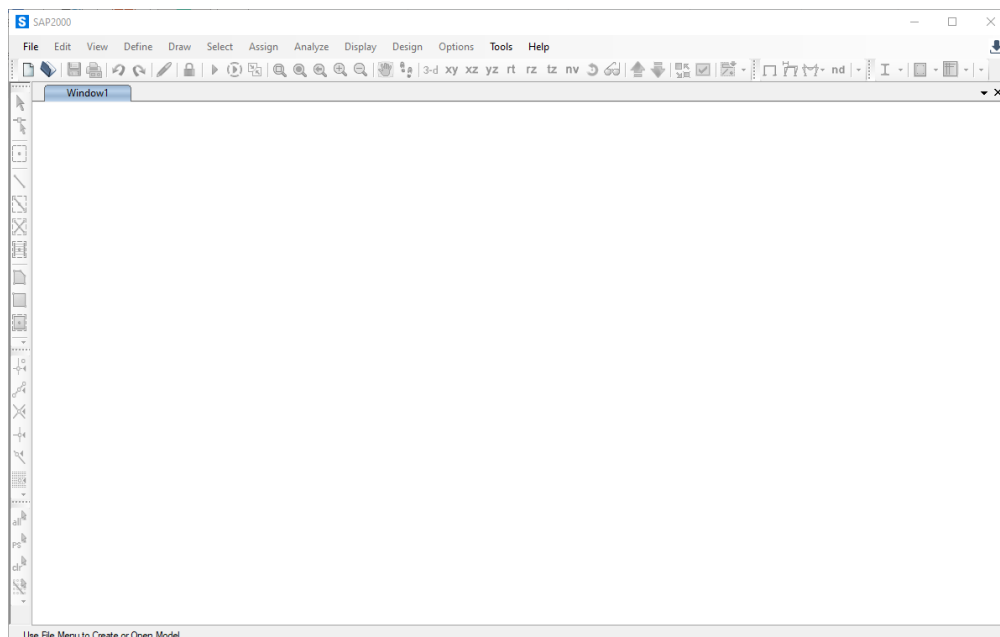 S SAP2000
File Edit View Define Draw Select Assign Analyze Display Design Options Tools Help
3-d xy xz yz rt rz tz nv nd
Window1
all
PS
clr
Use File Menu to Create or Open Model